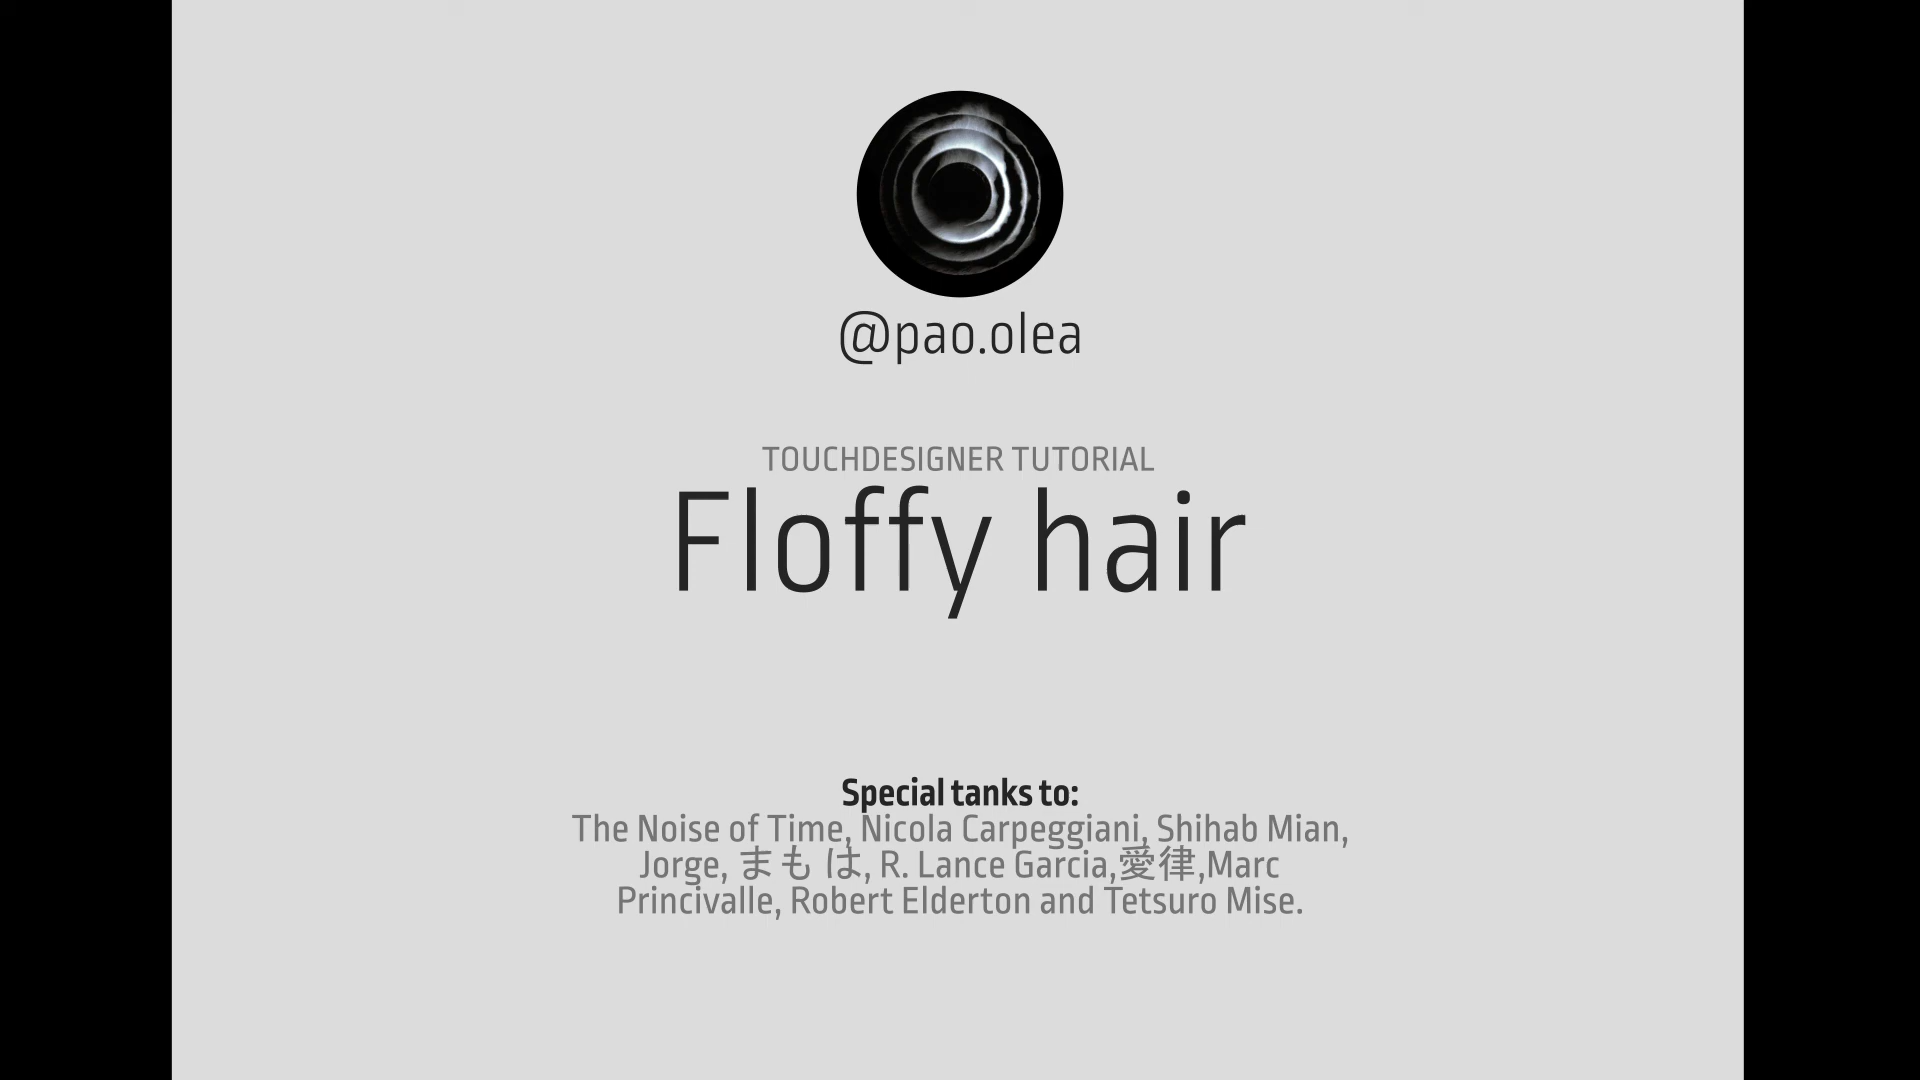 @pao.olea
TOUCHDESIGNER TUTORIAL
Floffy hair
Special tanks to:
The Noise of Time, Nicola Carpeggiani, Shihab Mian,
Jorge, まも は, R. Lance Garcia,愛律,Marc
Princivalle, Robert Elderton and Tetsuro Mise.